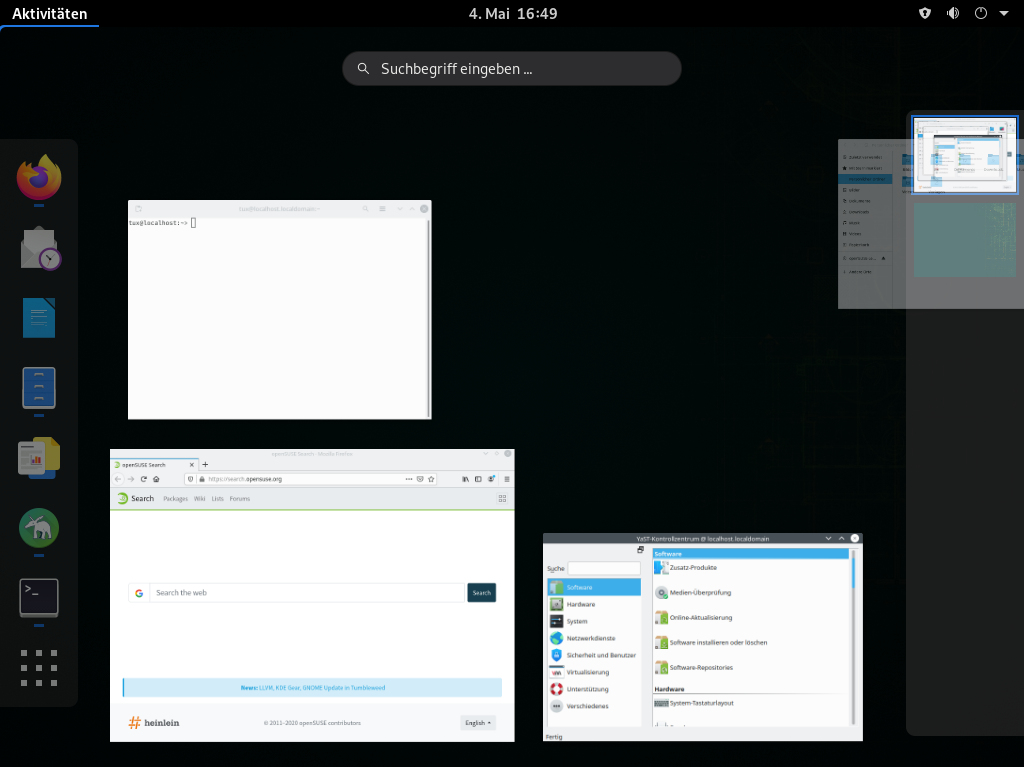 Aktivitäten
4. Mai 16:49
Suchbegriff eingeben ...
tux@localhost.localdomain:~
tux@localhost:~>
openSUSE Search - Mozilla Firefox
openSUSE Search
https://search.opensuse.org
Search Packages Wiki Lists Forums
Search the web
Search
News: LLVM, KDE Gear, GNOME Update in Tumbleweed
heinlein
© 2011–2020 openSUSE contributors
English
YaST-Kontrollzentrum @ localhost.localdomain
Suche
Software
Hardware
System
Netzwerkdienste
Sicherheit und Benutzer
Virtualisierung
Unterstützung
Verschiedenes
Software
Zusatz-Produkte
Medien-Überprüfung
Online-Aktualisierung
Software installieren oder löschen
Software-Repositories
Hardware
System-Tastaturlayout
Fertig